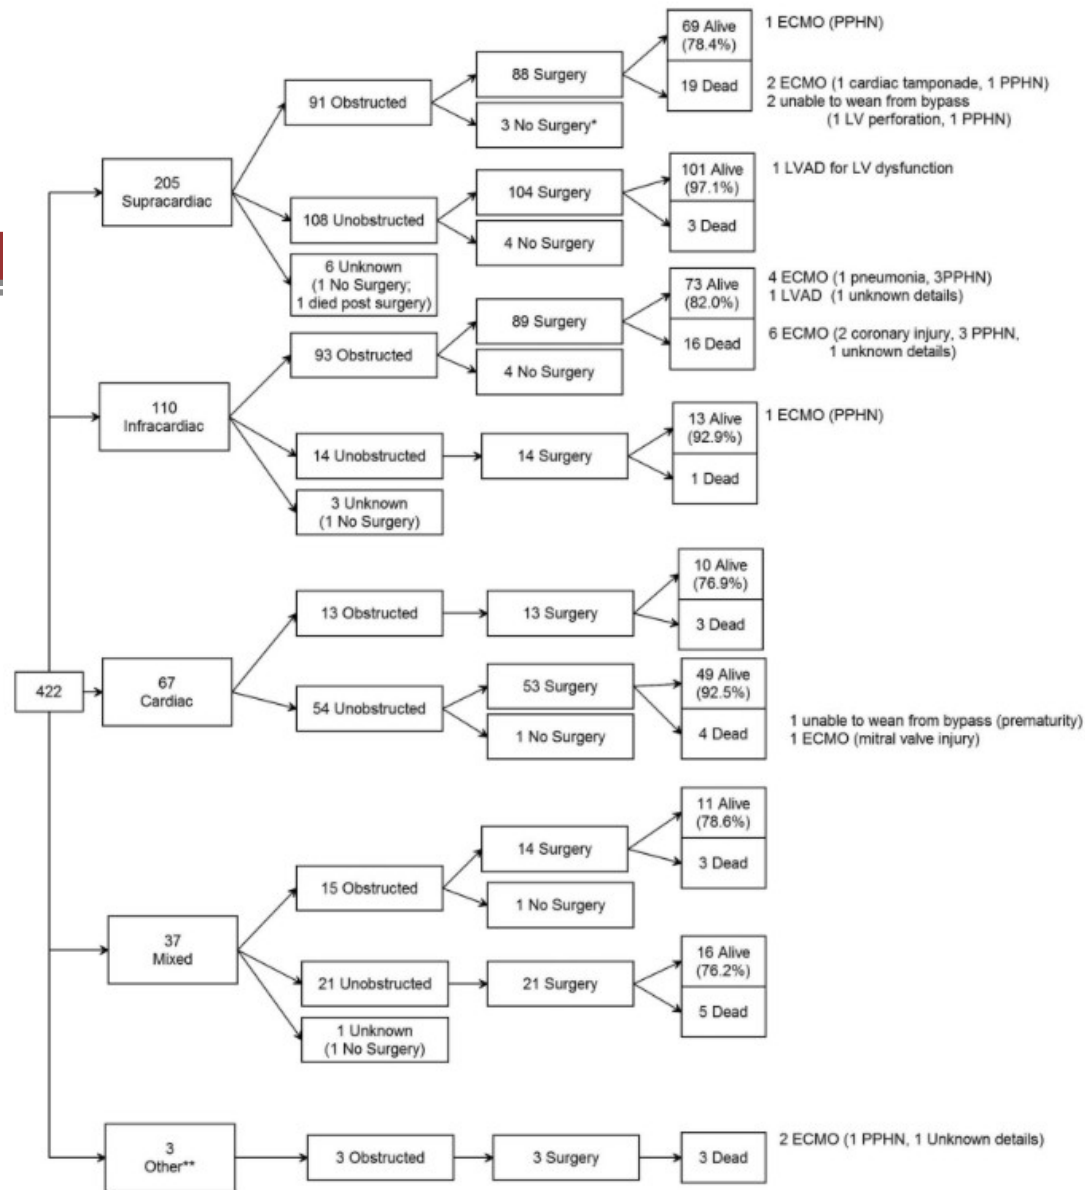 69 Alive
(78.4%)
1 ECMO (PPHN)
88 Surgery
19 Dead
2 ECMO (1 cardiac tamponade, 1 PPHN)
2 unable to wean from bypass
(1 LV perforation, 1 PPHN)
91 Obstructed
3 No Surgery*
205
Supracardiac
101 Alive
(97.1%)
1 LVAD for LV dysfunction
104 Surgery
108 Unobstructed
3 Dead
4 No Surgery
6 Unknown
(1 No Surgery;
1 died post surgery)
73 Alive
(82.0%)
4 ECMO (1 pneumonia, 3PPHN)
1 LVAD (1 unknown details)
89 Surgery
16 Dead
6 ECMO (2 coronary injury, 3 PPHN,
1 unknown details)
93 Obstructed
4 No Surgery
110
Infracardiac
13 Alive
(92.9%)
1 ECMO (PPHN)
14 Unobstructed
14 Surgery
1 Dead
3 Unknown
(1 No Surgery)
10 Alive
(76.9%)
13 Obstructed
13 Surgery
3 Dead
422
67
Cardiac
49 Alive
(92.5%)
53 Surgery
54 Unobstructed
1 No Surgery
4 Dead
1 unable to wean from bypass (prematurity)
1 ECMO (mitral valve injury)
11 Alive
(78.6%)
14 Surgery
3 Dead
15 Obstructed
1 No Surgery
37
Mixed
16 Alive
(76.2%)
21 Unobstructed
21 Surgery
5 Dead
1 Unknown
(1 No Surgery)
3
Other**
3 Obstructed
3 Surgery
3 Dead
2 ECMO (1 PPHN, 1 Unknown details)